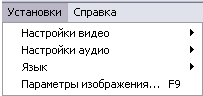 Установки Справка
Настройки видео
Настройки аудио
Язык
Параметры изображения... F9